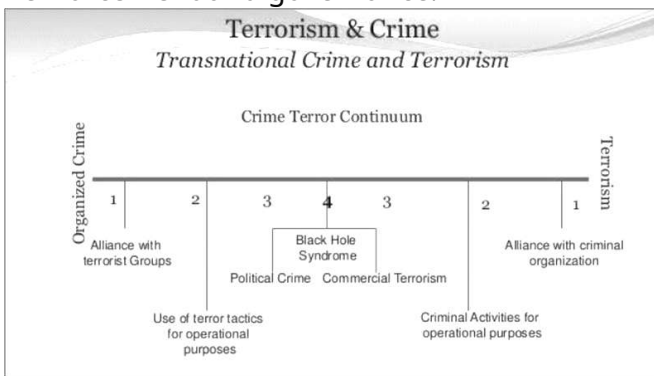 Terrorism & Crime
Transnational Crime and Terrorism
Crime Terror Continuum
Organized Crime
Terrorism
1 2 3 4 3 2 1
Alliance with
terrorist Groups
Black Hole
Syndrome
Alliance with criminal
organization
Political Crime Commercial Terrorism
Use of terror tactics
for operational
purposes
Criminal Activities for
operational purposes